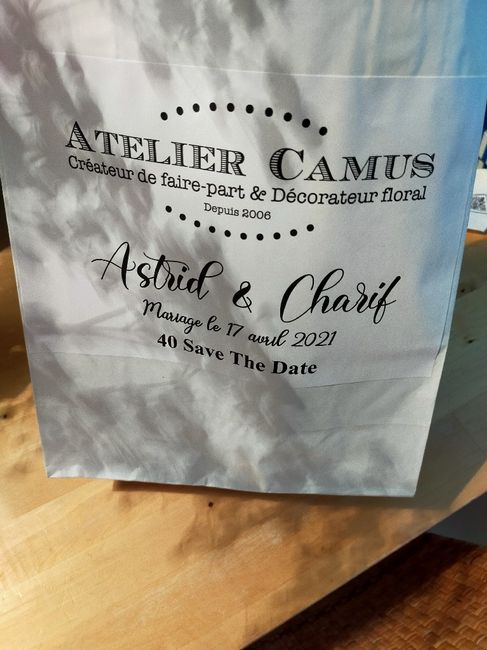 ATELIER CAMUS
Créateur de faire-part & Décorateur floral
Depuis 2006
Astrid & Charif
Mariage le 17 avril 2021
40 Save The Date